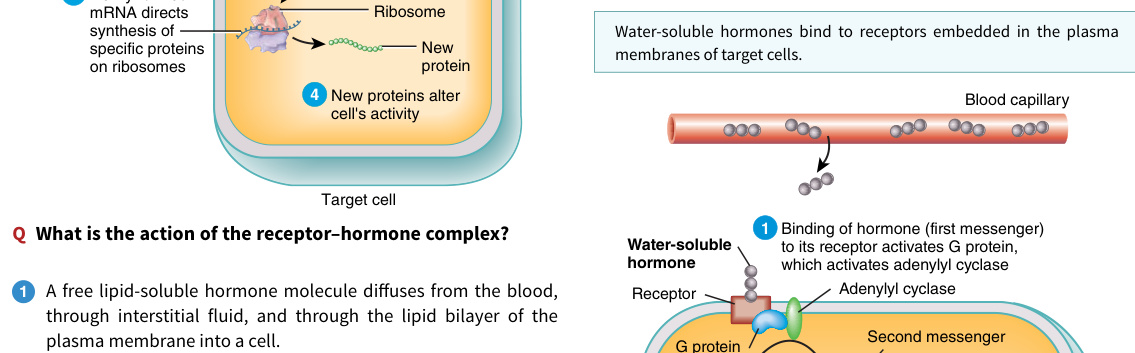 mRNA directs
synthesis of
specific proteins
on ribosomes
Ribosome
New
protein
4 New proteins alter
cell's activity
Target cell
Q What is the action of the receptor–hormone complex?
1 A free lipid-soluble hormone molecule diffuses from the blood,
through interstitial fluid, and through the lipid bilayer of the
plasma membrane into a cell.
Water-soluble hormones bind to receptors embedded in the plasma
membranes of target cells.
Blood capillary
1 Binding of hormone (first messenger)
to its receptor activates G protein,
which activates adenylyl cyclase
Water-soluble
hormone
Receptor
Adenylyl cyclase
G protein
Second messenger